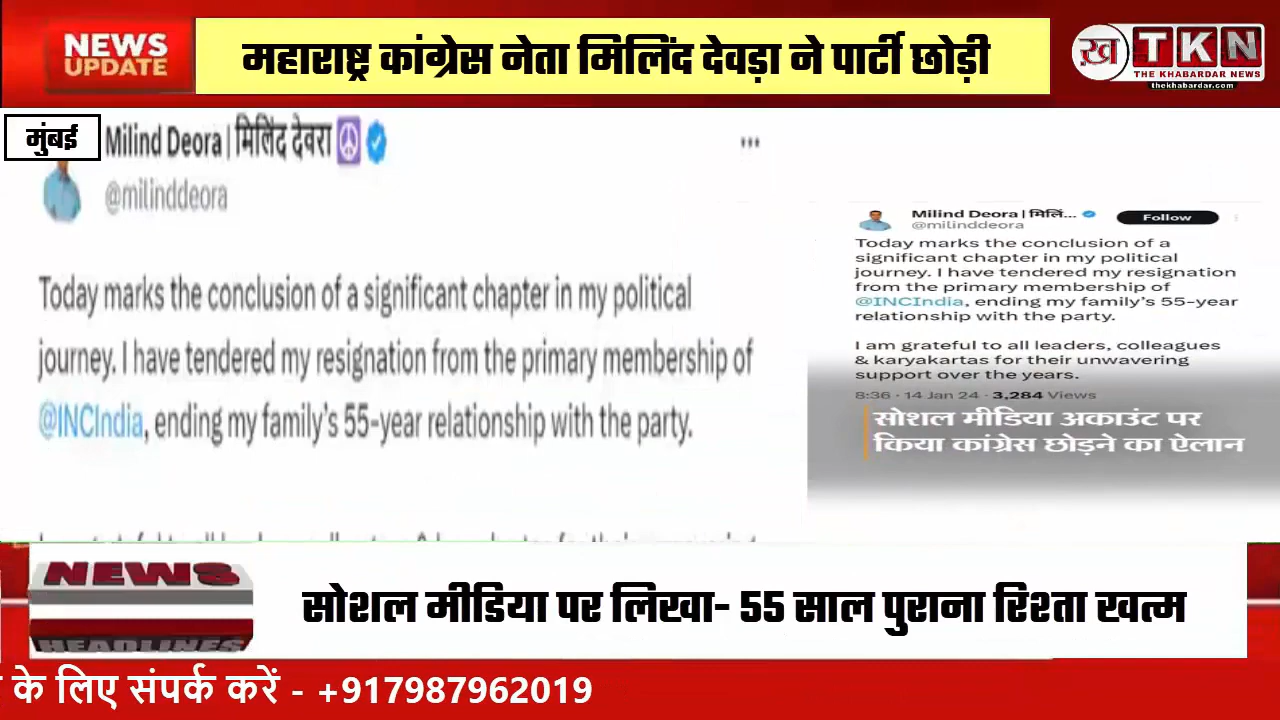 NEWS
UPDATE
महाराष्ट्र कांग्रेस नेता मिलिंद देवड़ा ने पार्टी छोड़ी
ख़ TKN
THE KHABARDAR NEWS
thekhabardar.com
मुंबई
Milind Deora | मिलिंद देवरा ☮
@milinddeora
Today marks the conclusion of a significant chapter in my political
journey. I have tendered my resignation from the primary membership of
@INCIndia, ending my family's 55-year relationship with the party.
Milind Deora | मिलिं...
Follow
@milinddeora
Today marks the conclusion of a
significant chapter in my political
journey. I have tendered my resignation
from the primary membership of
@INCIndia, ending my family's 55-year
relationship with the party.
I am grateful to all leaders, colleagues
& karyakartas for their unwavering
support over the years.
8:36 · 14 Jan 24 · 3,284 Views
सोशल मीडिया अकाउंट पर
किया कांग्रेस छोड़ने का ऐलान
NEWS
HEADLINES
सोशल मीडिया पर लिखा- 55 साल पुराना रिश्ता खत्म
के लिए संपर्क करें - +917987962019